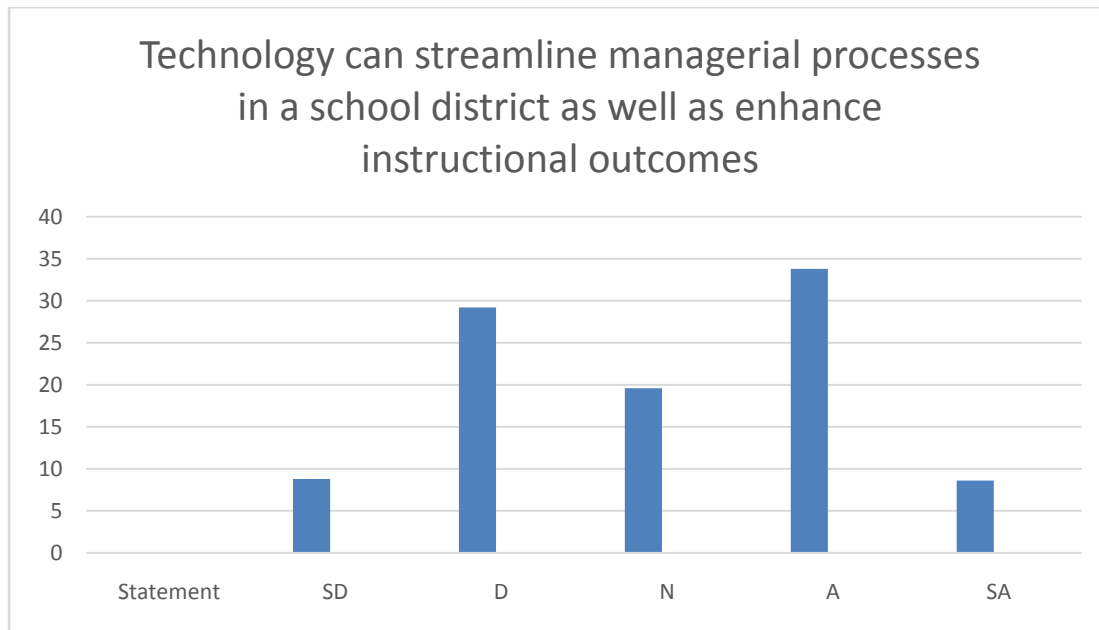 Technology can streamline managerial processes
in a school district as well as enhance
instructional outcomes
40
35
30
25
20
15
10
5
0
Statement SD D N A SA